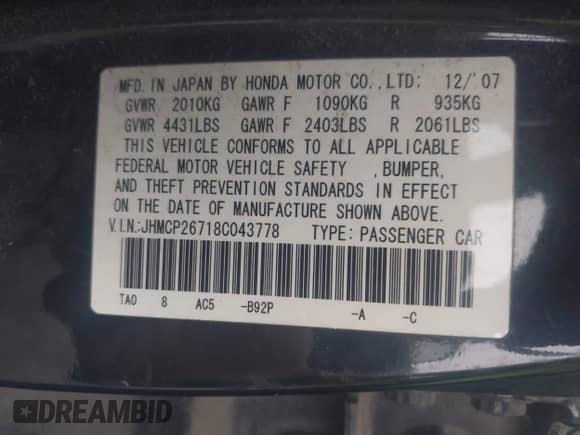 MFD. IN JAPAN BY HONDA MOTOR CO., LTD: 12/'07
GVWR 2010KG GAWR F 1090KG R 935KG
GVWR 4431LBS GAWR F 2403LBS R 2061LBS
THIS VEHICLE CONFORMS TO ALL APPLICABLE
FEDERAL MOTOR VEHICLE SAFETY , BUMPER,
AND THEFT PREVENTION STANDARDS IN EFFECT
ON THE DATE OF MANUFACTURE SHOWN ABOVE.
V.I.N.:JHMCP26718C043778 TYPE: PASSENGER CAR
TA0 8 AC5 -B92P -A -C
DREAMBID